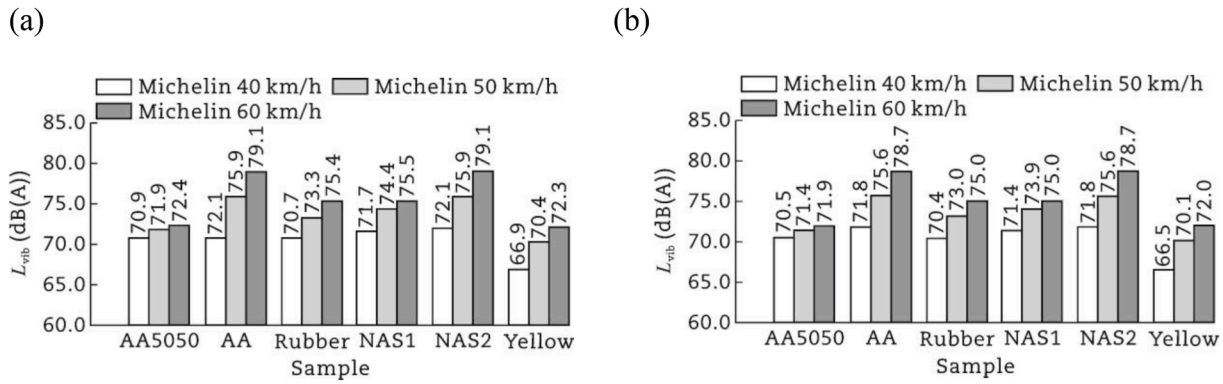 (a)
Michelin 40 km/h Michelin 50 km/h
Michelin 60 km/h
85.0
80.0
75.0
70.0
65.0
60.0
L_vib (dB(A))
70.9 71.9 72.4
72.1 75.9 79.1
70.7 73.3 75.4
71.7 74.4 75.5
72.1 75.9 79.1
66.9 70.4 72.3
AA5050 AA Rubber NAS1 NAS2 Yellow
Sample
(b)
Michelin 40 km/h Michelin 50 km/h
Michelin 60 km/h
85.0
80.0
75.0
70.0
65.0
60.0
L_vib (dB(A))
70.5 71.4 71.9
71.8 75.6 78.7
70.4 73.0 75.0
71.4 73.9 75.0
71.8 75.6 78.7
66.5 70.1 72.0
AA5050 AA Rubber NAS1 NAS2 Yellow
Sample